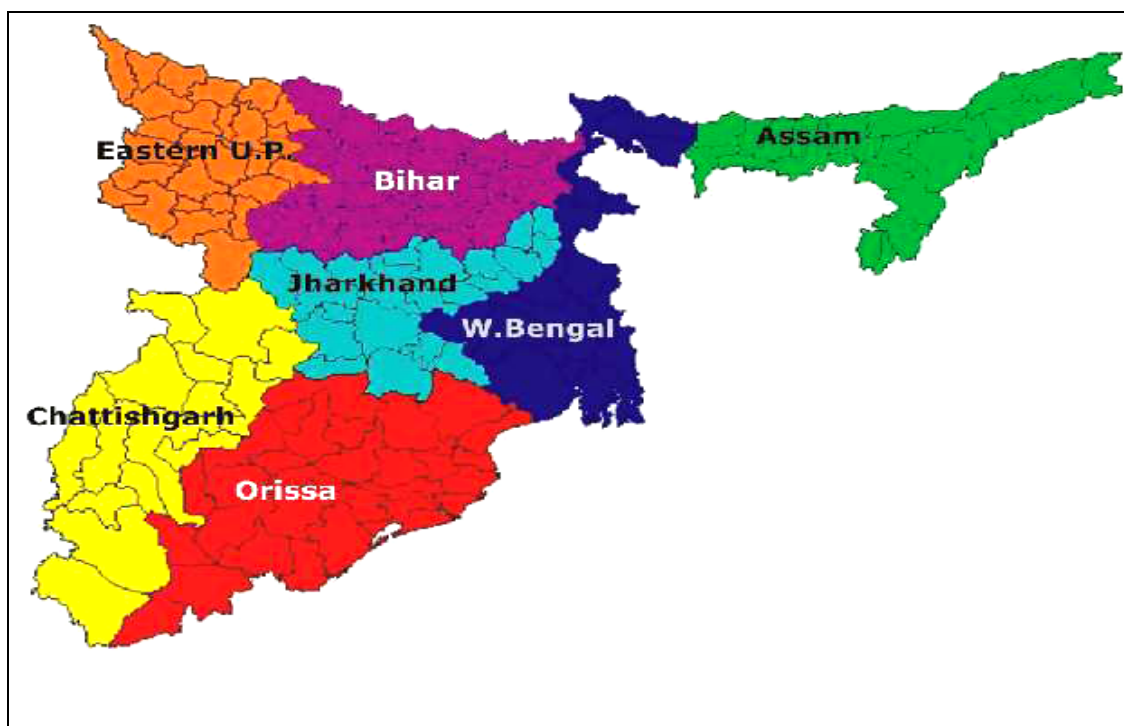 Assam
Eastern U.P.
Bihar
Jharkhand
W.Bengal
Chattishgarh
Orissa